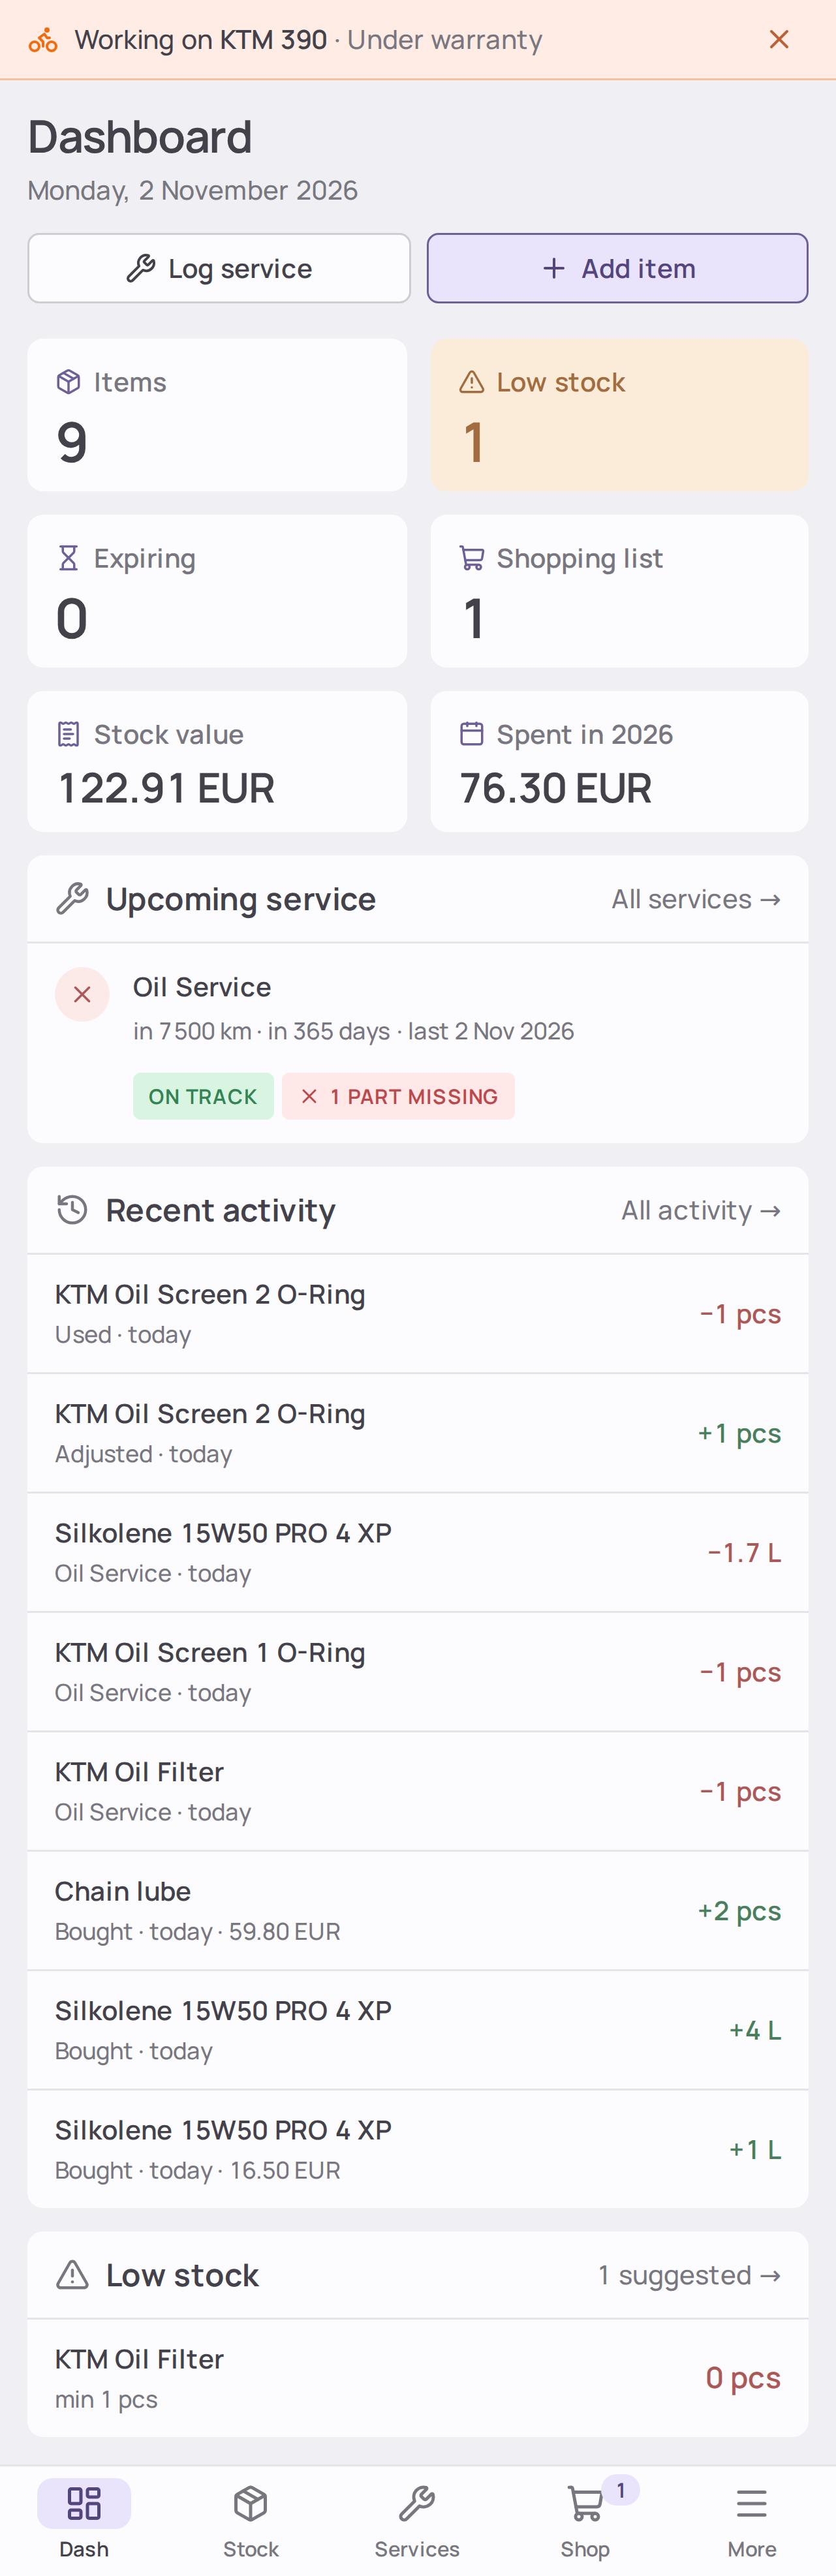 Working on KTM 390 · Under warranty
Dashboard
Monday, 2 November 2026
Log service
Add item
Items
9
Low stock
1
Expiring
0
Shopping list
1
Stock value
122.91 EUR
Spent in 2026
76.30 EUR
Upcoming service
All services →
Oil Service
in 7 500 km · in 365 days · last 2 Nov 2026
ON TRACK
1 PART MISSING
Recent activity
All activity →
KTM Oil Screen 2 O-Ring
Used · today
−1 pcs
KTM Oil Screen 2 O-Ring
Adjusted · today
+1 pcs
Silkolene 15W50 PRO 4 XP
Oil Service · today
−1.7 L
KTM Oil Screen 1 O-Ring
Oil Service · today
−1 pcs
KTM Oil Filter
Oil Service · today
−1 pcs
Chain lube
Bought · today · 59.80 EUR
+2 pcs
Silkolene 15W50 PRO 4 XP
Bought · today
+4 L
Silkolene 15W50 PRO 4 XP
Bought · today · 16.50 EUR
+1 L
Low stock
1 suggested →
KTM Oil Filter
min 1 pcs
0 pcs
1
Dash
Stock
Services
Shop
More